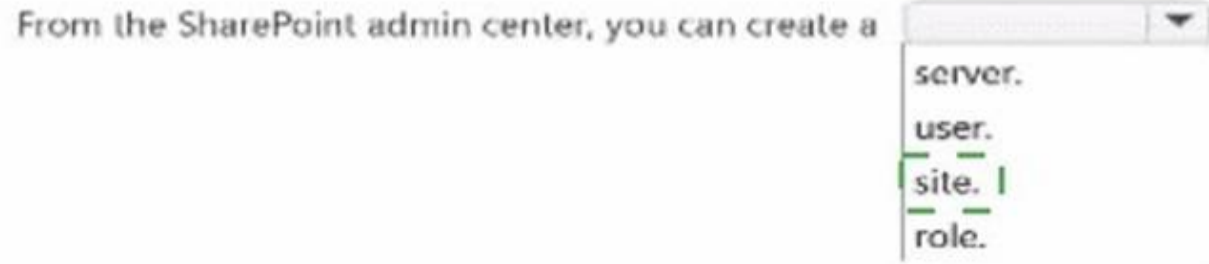 From the SharePoint admin center, you can create a
server.
user.
site.
role.